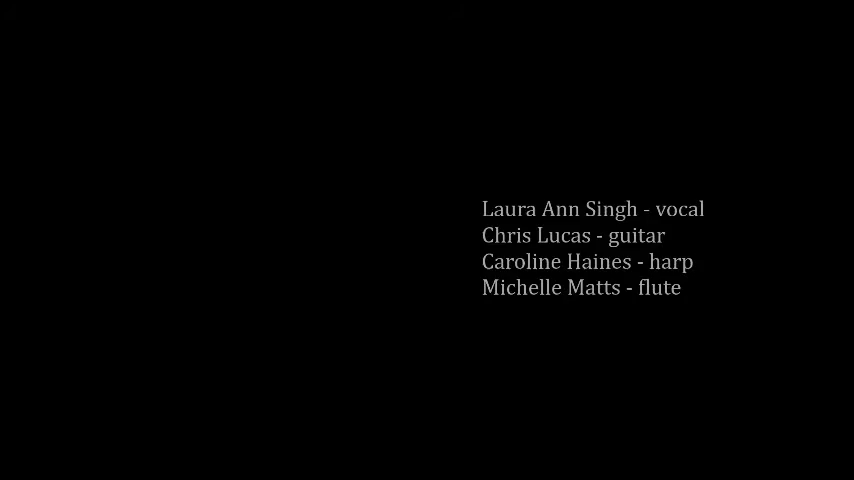 Laura Ann Singh - vocal
Chris Lucas - guitar
Caroline Haines - harp
Michelle Matts - flute